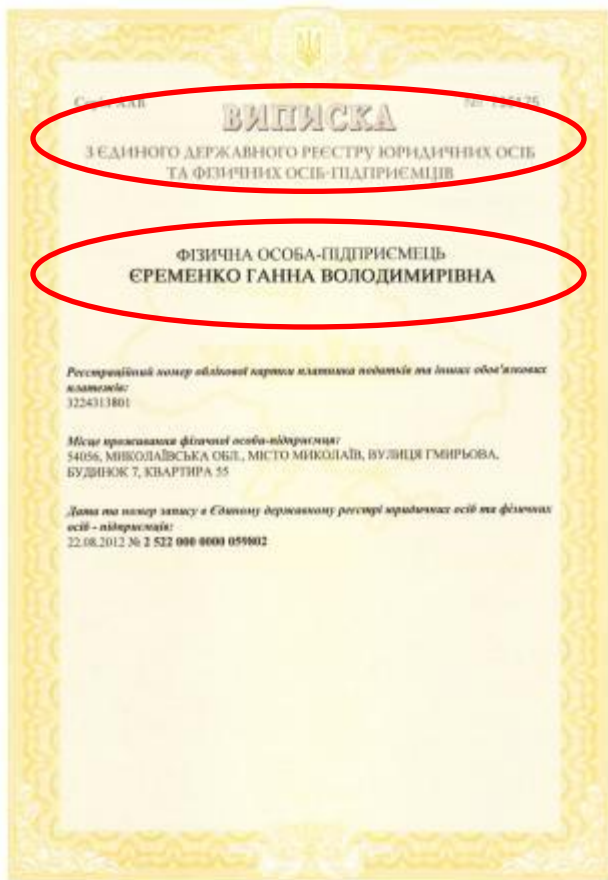 Серія ААВ №
ВИПИСКА
З ЄДИНОГО ДЕРЖАВНОГО РЕЄСТРУ ЮРИДИЧНИХ ОСІБ
ТА ФІЗИЧНИХ ОСІБ-ПІДПРИЄМЦІВ
ФІЗИЧНА ОСОБА-ПІДПРИЄМЕЦЬ
ЄРЕМЕНКО ГАННА ВОЛОДИМИРІВНА
Реєстраційний номер облікової картки платника податків та інших обов'язкових
платежів:
3224313801
Місце проживання фізичної особи-підприємця:
54056, МИКОЛАЇВСЬКА ОБЛ., МІСТО МИКОЛАЇВ, ВУЛИЦЯ ГМИРЬОВА,
БУДИНОК 7, КВАРТИРА 55
Дата та номер запису в Єдиному державному реєстрі юридичних осіб та фізичних
осіб - підприємців:
22.08.2012 № 2 522 000 0000 059802